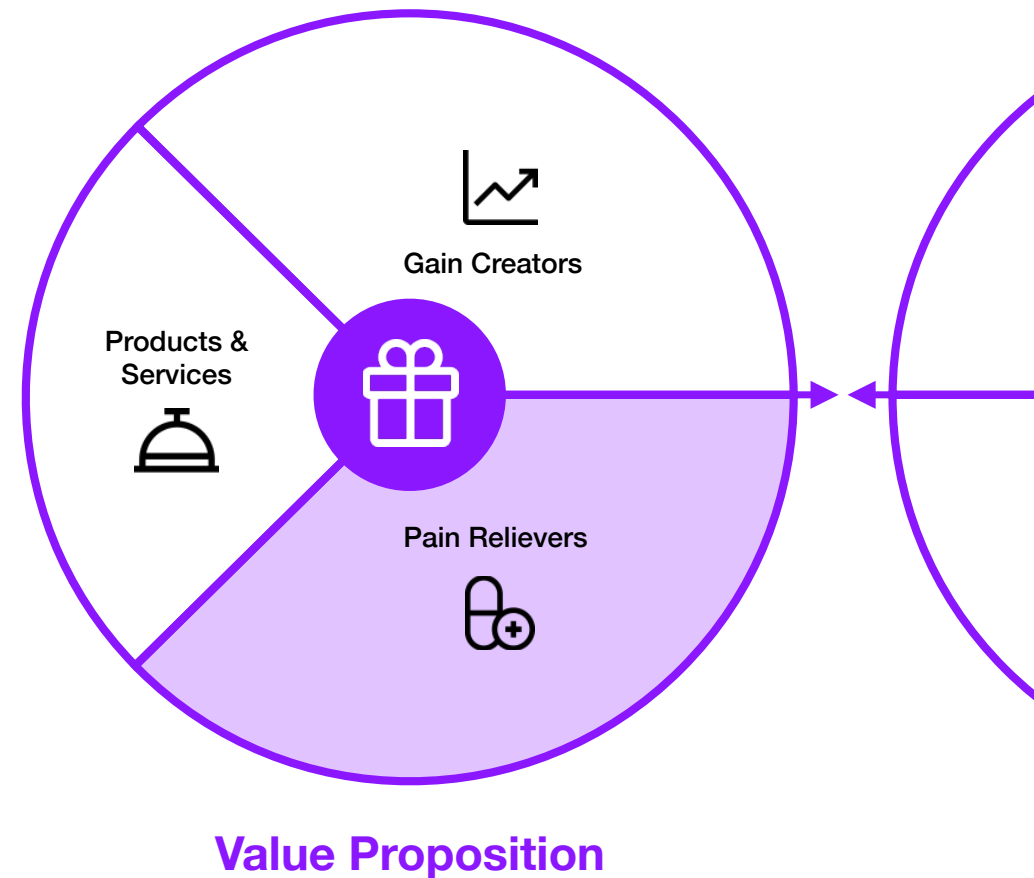 Gain Creators
Products &
Services
Pain Relievers
Value Proposition